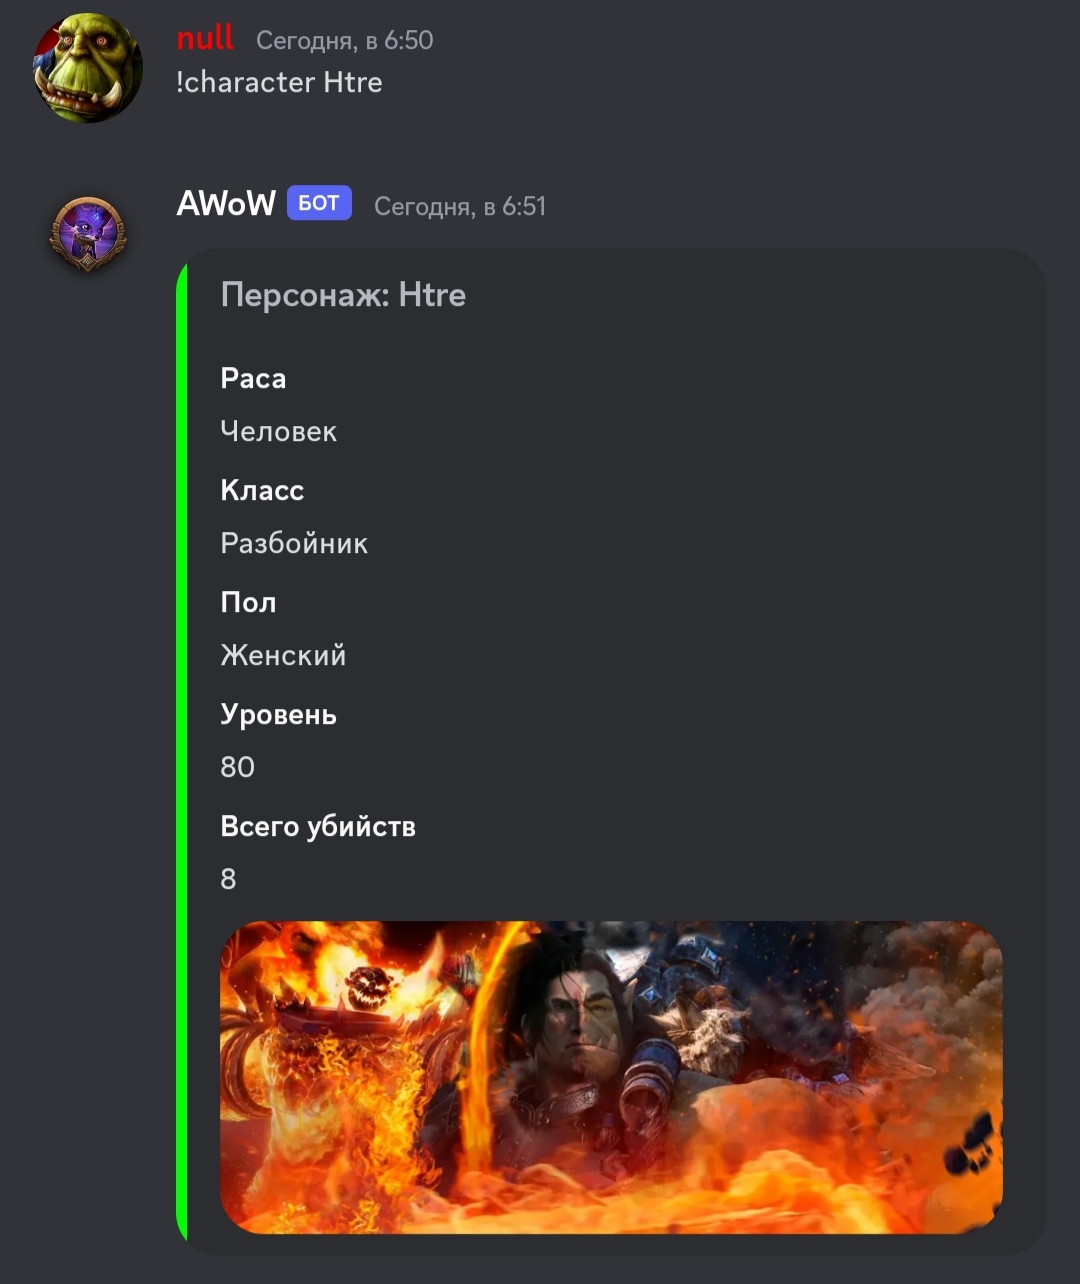 null Сегодня, в 6:50
!character Htre
AWoW БОТ Сегодня, в 6:51
Персонаж: Htre
Раса
Человек
Класс
Разбойник
Пол
Женский
Уровень
80
Всего убийств
8